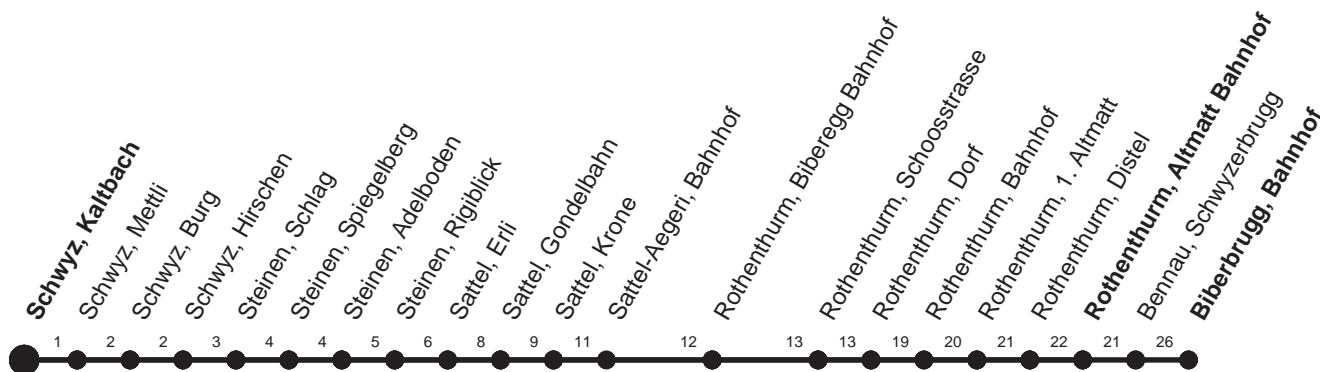 Schwyz, Kaltbach
Schwyz, Mettli
Schwyz, Burg
Schwyz, Hirschen
Steinen, Schlag
Steinen, Spiegelberg
Steinen, Adelboden
Steinen, Rigiblick
Sattel, Erli
Sattel, Gondelbahn
Sattel, Krone
Sattel-Aegeri, Bahnhof
Rothenthurm, Biberegg Bahnhof
Rothenthurm, Schoosstrasse
Rothenthurm, Dorf
Rothenthurm, Bahnhof
Rothenthurm, 1. Altmatt
Rothenthurm, Distel
Rothenthurm, Altmatt Bahnhof
Bennau, Schwyzerbrugg
Biberbrugg, Bahnhof
1 2 2 3 4 4 5 6 8 9 11 12 13 13 19 20 21 22 21 26